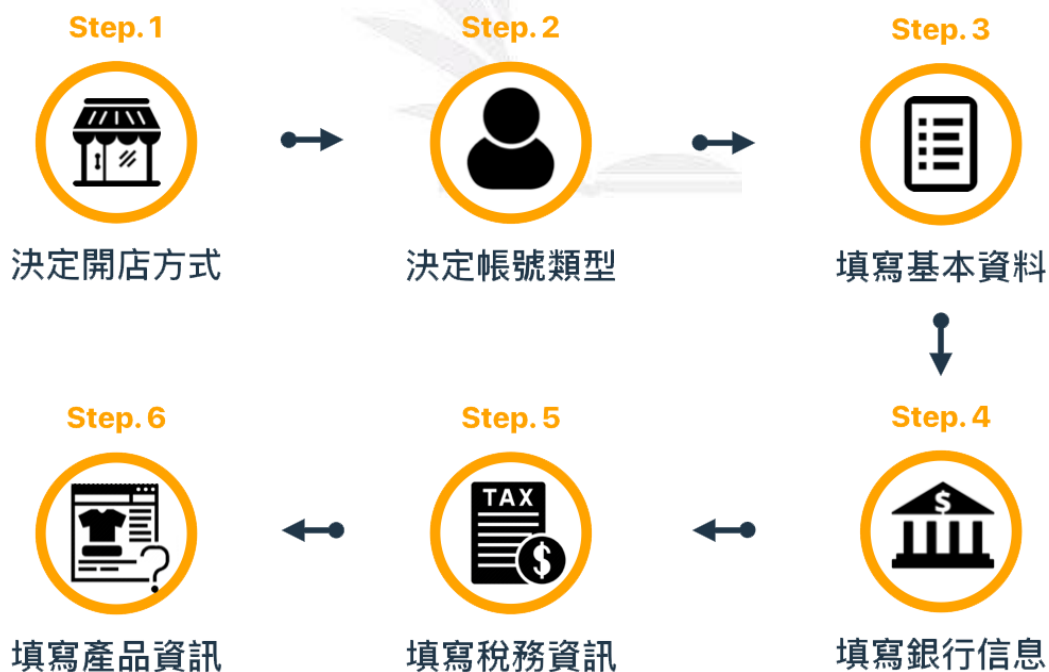 Step.1
決定開店方式
Step.2
決定帳號類型
Step.3
填寫基本資料
Step.4
$
填寫銀行信息
Step.5
TAX
$
填寫稅務資訊
Step.6
?
填寫產品資訊